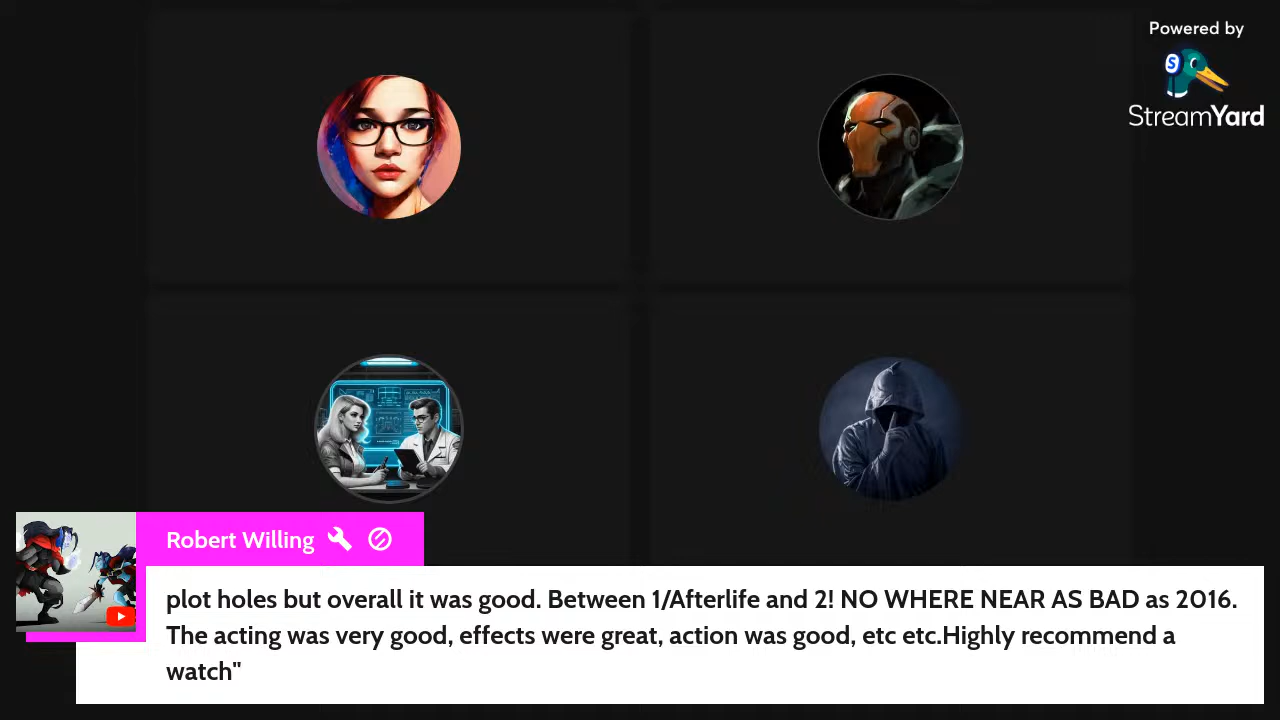 Powered by
StreamYard
Robert Willing
plot holes but overall it was good. Between 1/Afterlife and 2! NO WHERE NEAR AS BAD as 2016.
The acting was very good, effects were great, action was good, etc etc.Highly recommend a
watch"